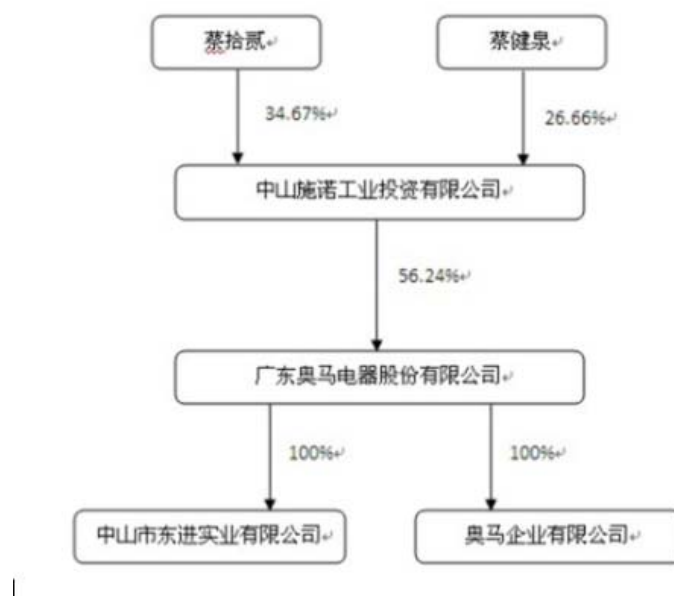 蔡拾贰
蔡健泉
34.67%
26.66%
中山施诺工业投资有限公司
56.24%
广东奥马电器股份有限公司
100%
100%
中山市东进实业有限公司
奥马企业有限公司